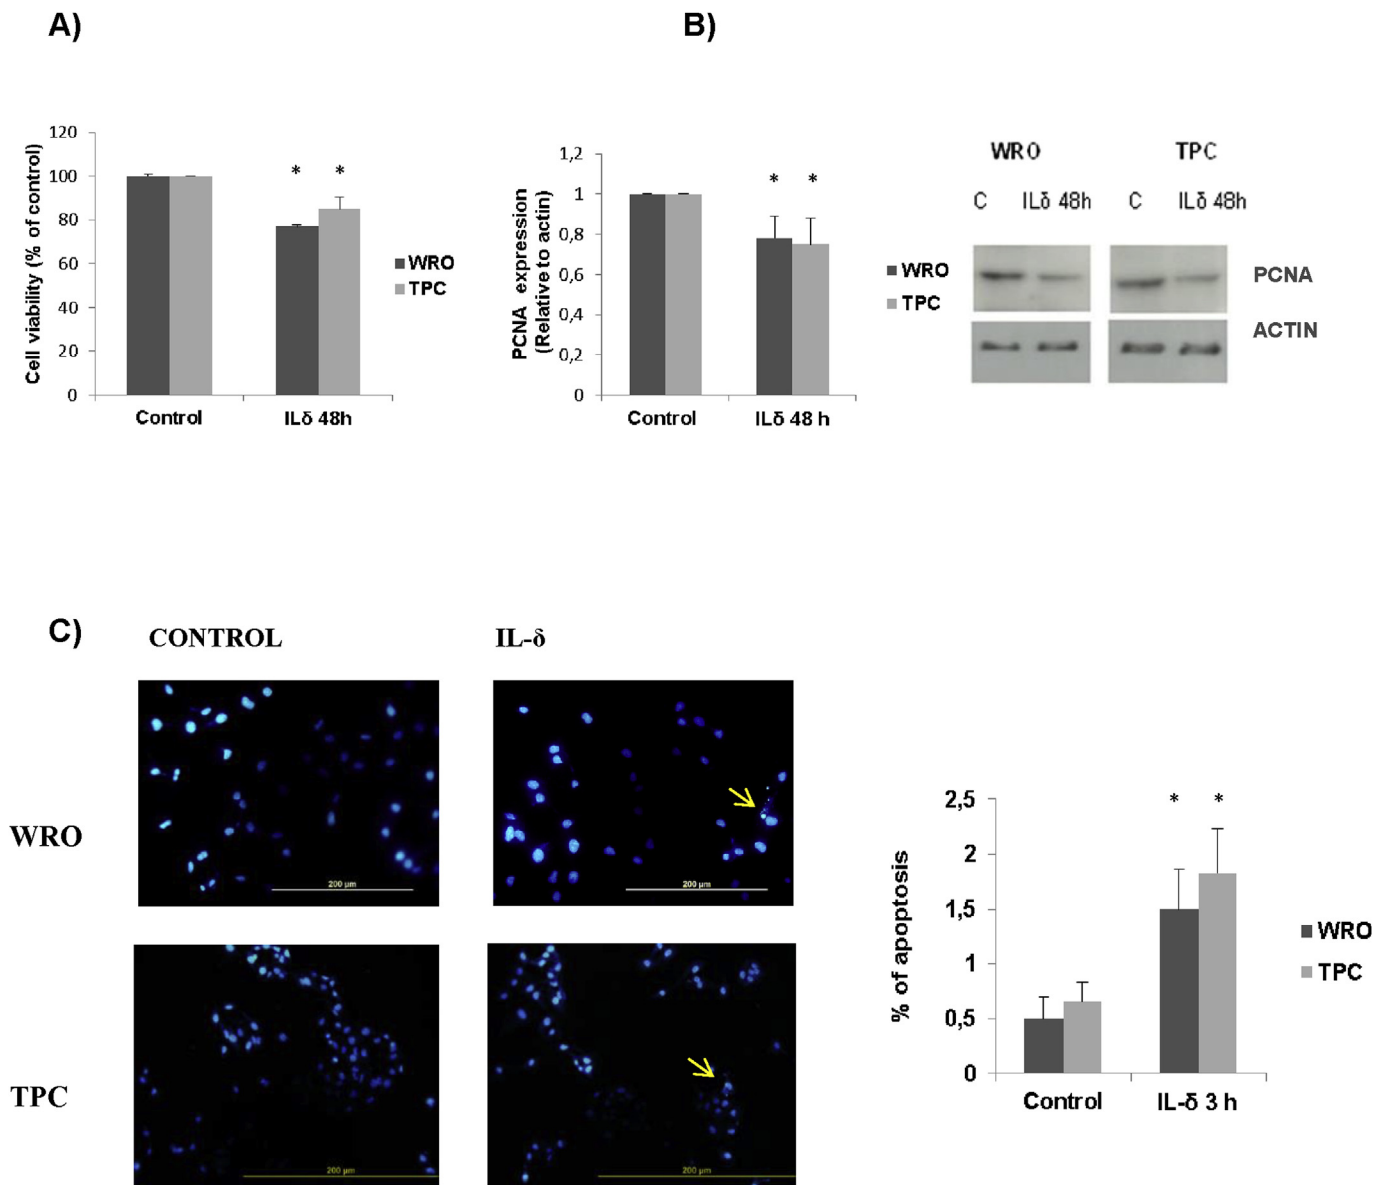 A)
B)
Cell viability (% of control)
120
100
80
60
40
20
0
* *
Control
ILδ 48h
WRO
TPC
PCNA expression
(Relative to actin)
1,2
1
0,8
0,6
0,4
0,2
0
* *
Control
ILδ 48 h
WRO
TPC
WRO TPC
C ILδ 48h C ILδ 48h
PCNA
ACTIN
C)
CONTROL
IL-δ
WRO
200 µm
200 µm
TPC
200 µm
200 µm
% of apoptosis
2,5
2
1,5
1
0,5
0
* *
Control
IL-δ 3 h
WRO
TPC